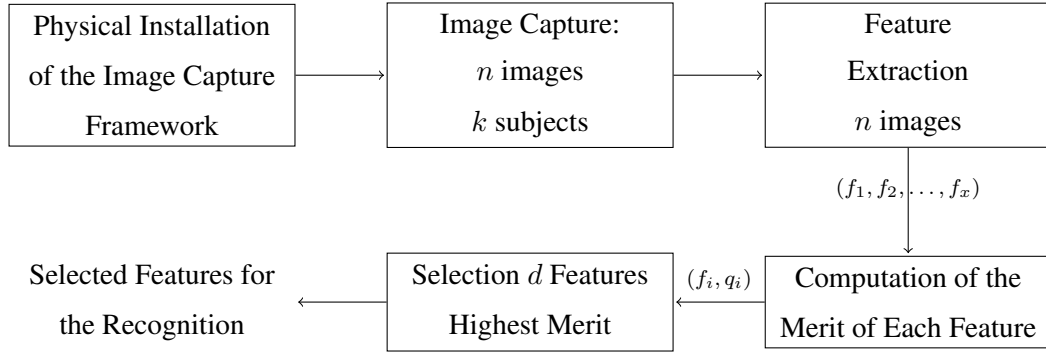 Physical Installation
of the Image Capture
Framework
Image Capture:
n images
k subjects
Feature
Extraction
n images
(f₁, f₂, . . . , fₓ)
Computation of the
Merit of Each Feature
(fᵢ, qᵢ)
Selection d Features
Highest Merit
Selected Features for
the Recognition